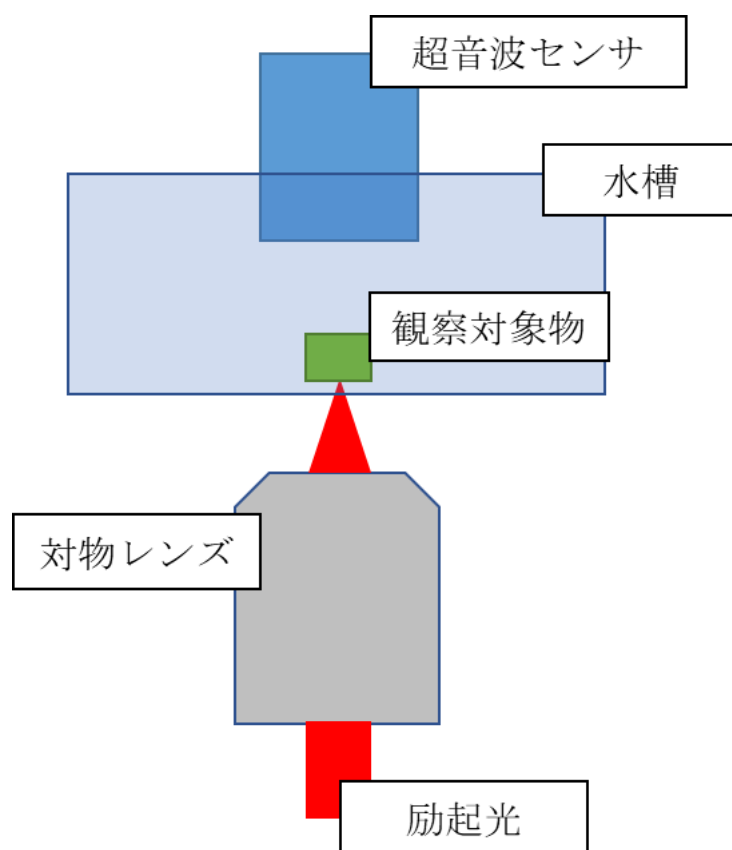 超音波センサ
水槽
観察対象物
対物レンズ
励起光